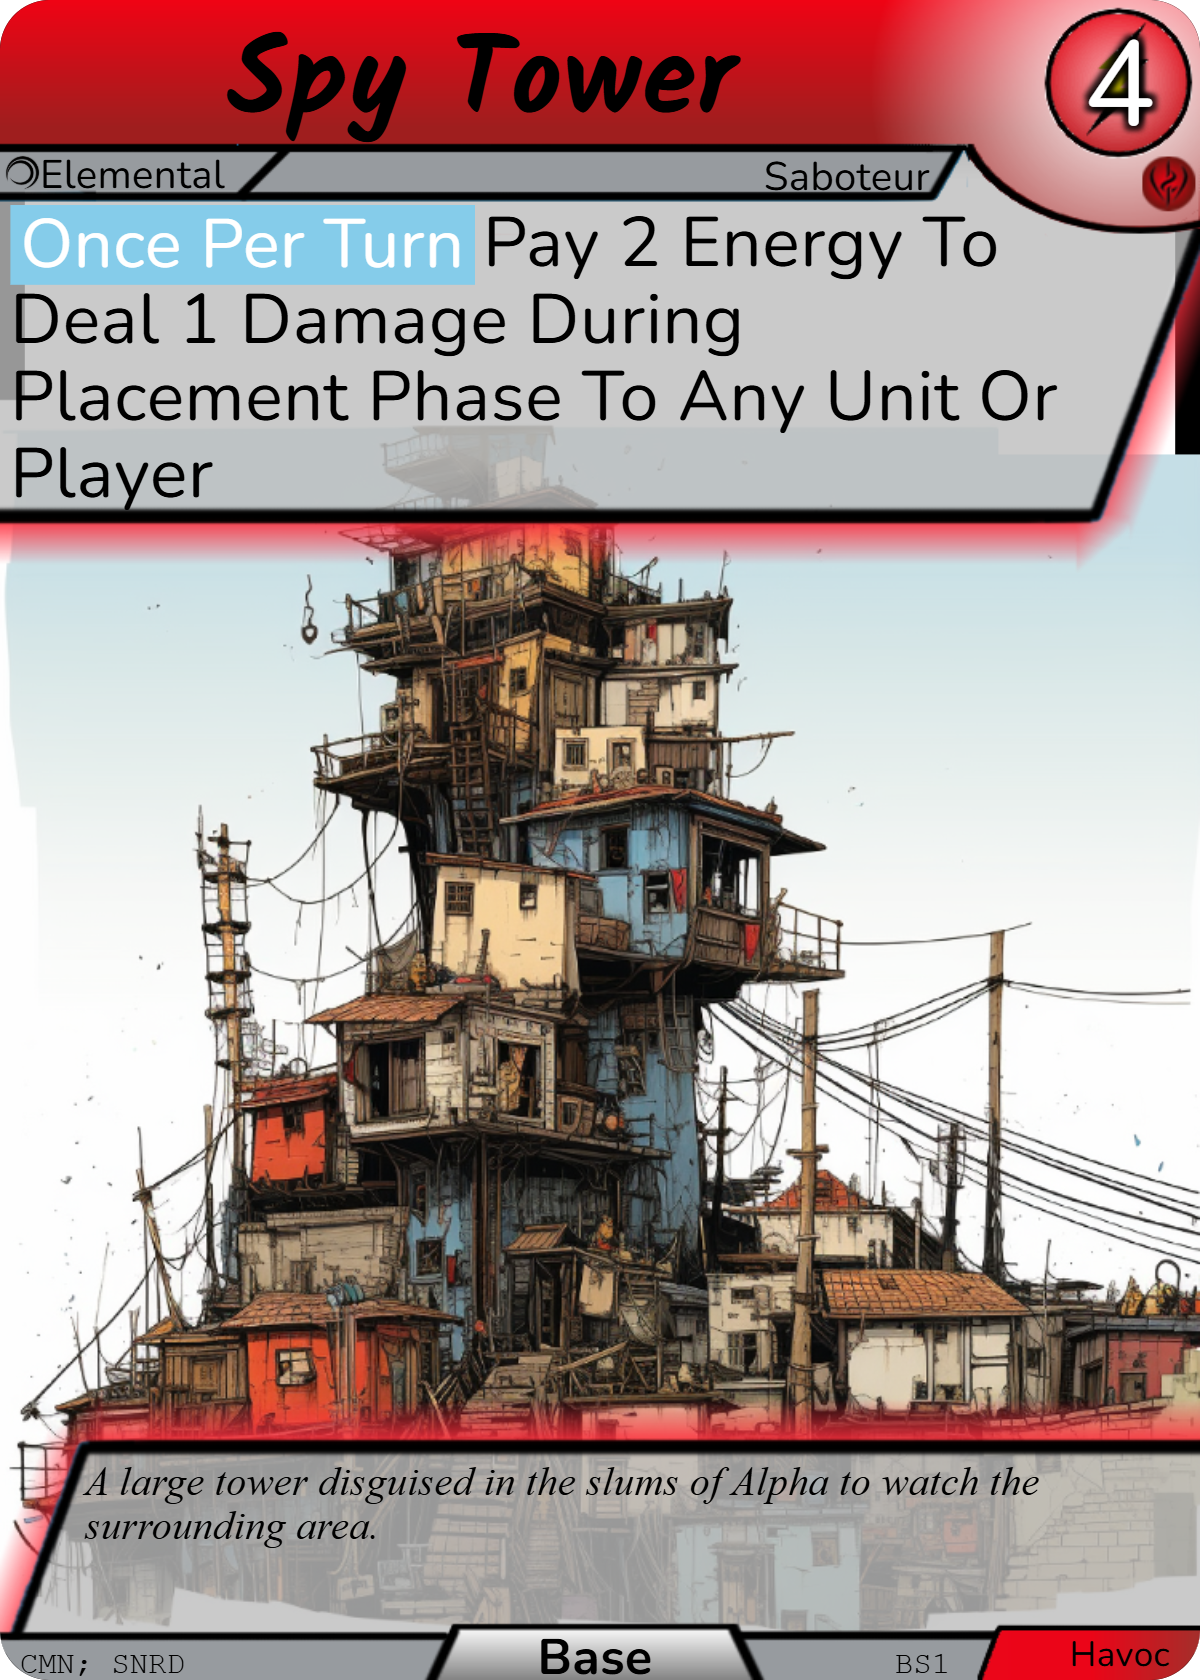 Spy Tower
4
Elemental
Saboteur
Once Per Turn Pay 2 Energy To
Deal 1 Damage During
Placement Phase To Any Unit Or
Player
A large tower disguised in the slums of Alpha to watch the
surrounding area.
CMN; SNRD
Base
BS1
Havoc